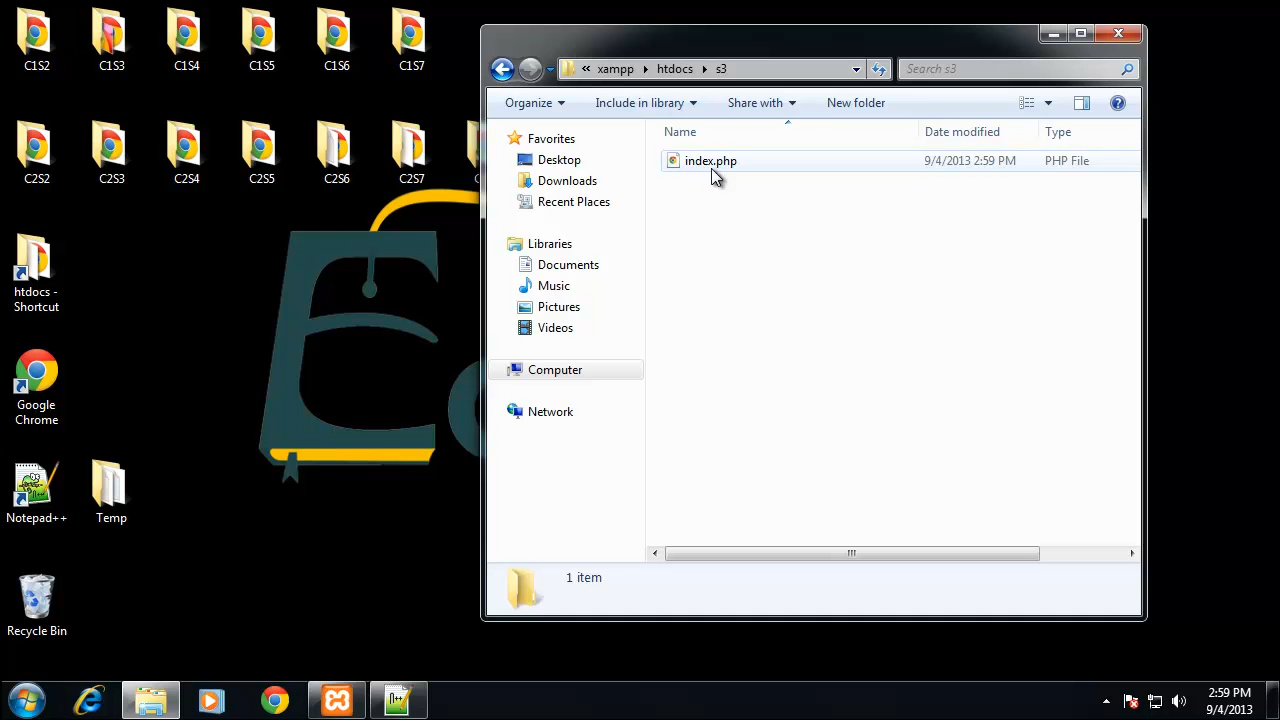 C1S2
C1S3
C1S4
C1S5
C1S6
C1S7
C2S2
C2S3
C2S4
C2S5
C2S6
C2S7
htdocs -
Shortcut
Google
Chrome
Notepad++
Temp
Recycle Bin
« xampp htdocs s3
Search s3
Organize Include in library Share with New folder
Favorites
Desktop
Downloads
Recent Places
Libraries
Documents
Music
Pictures
Videos
Computer
Network
Name Date modified Type
index.php 9/4/2013 2:59 PM PHP File
1 item
2:59 PM
9/4/2013